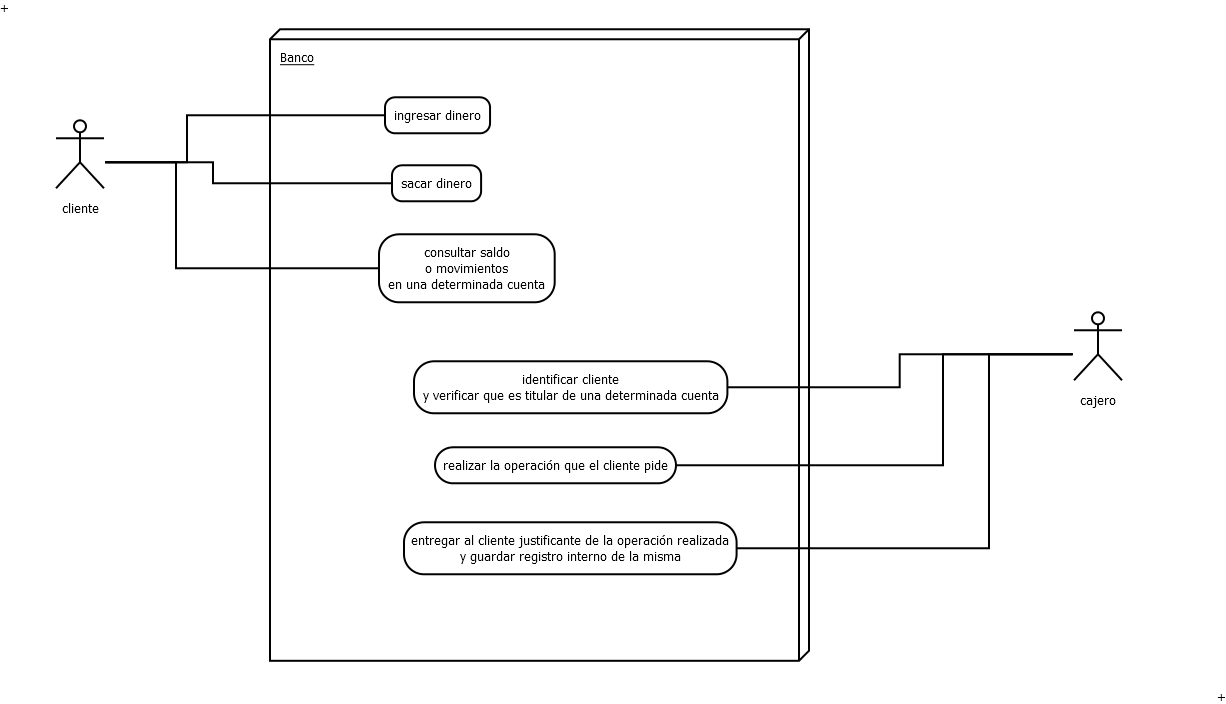 +
Banco
ingresar dinero
sacar dinero
cliente
consultar saldo
o movimientos
en una determinada cuenta
identificar cliente
y verificar que es titular de una determinada cuenta
cajero
realizar la operación que el cliente pide
entregar al cliente justificante de la operación realizada
y guardar registro interno de la misma
+